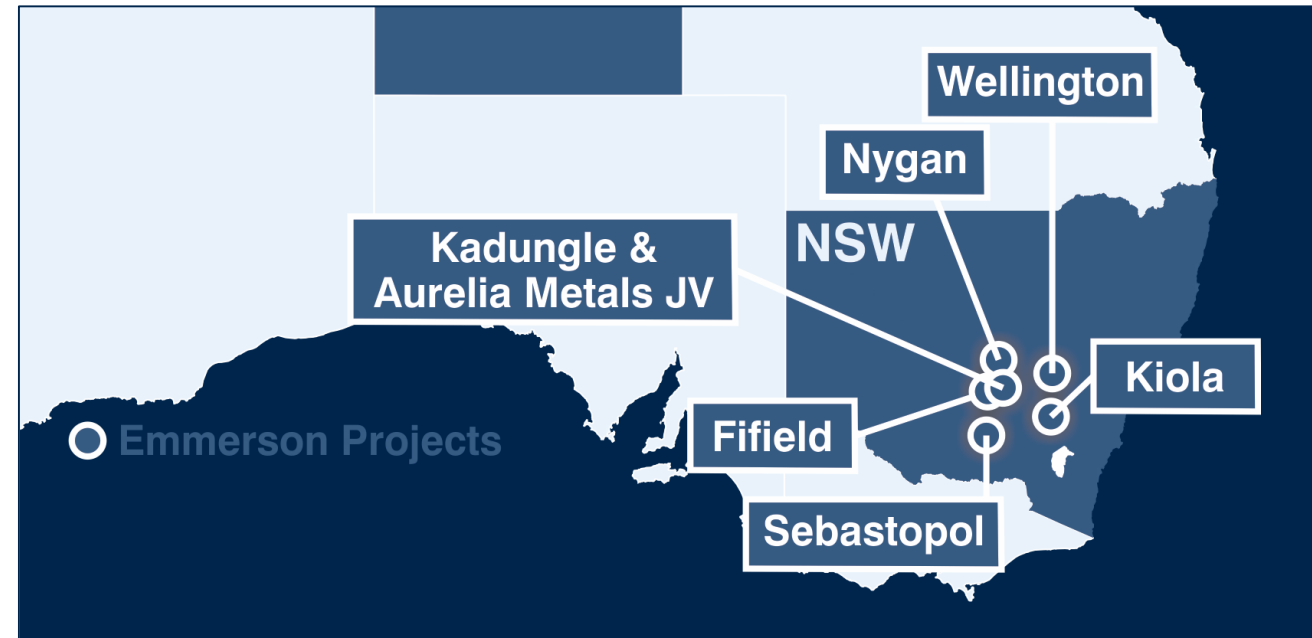 Wellington
Nygan
NSW
Kadungle &
Aurelia Metals JV
Kiola
Fifield
Emmerson Projects
Sebastopol